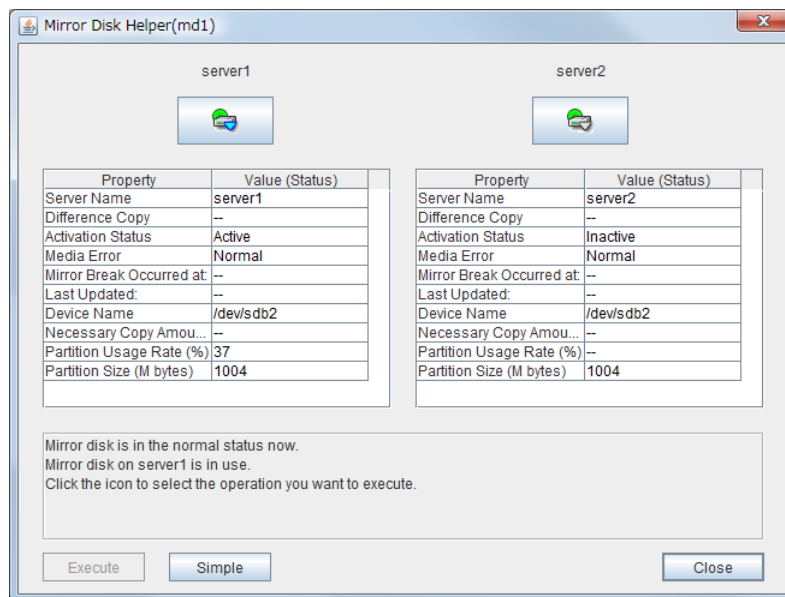 Mirror Disk Helper(md1)
server1
server2
Property Value (Status)
Server Name server1
Difference Copy --
Activation Status Active
Media Error Normal
Mirror Break Occurred at: --
Last Updated: --
Device Name /dev/sdb2
Necessary Copy Amou... --
Partition Usage Rate (%) 37
Partition Size (M bytes) 1004
Property Value (Status)
Server Name server2
Difference Copy --
Activation Status Inactive
Media Error Normal
Mirror Break Occurred at: --
Last Updated: --
Device Name /dev/sdb2
Necessary Copy Amou... --
Partition Usage Rate (%) --
Partition Size (M bytes) 1004
Mirror disk is in the normal status now.
Mirror disk on server1 is in use.
Click the icon to select the operation you want to execute.
Execute Simple Close